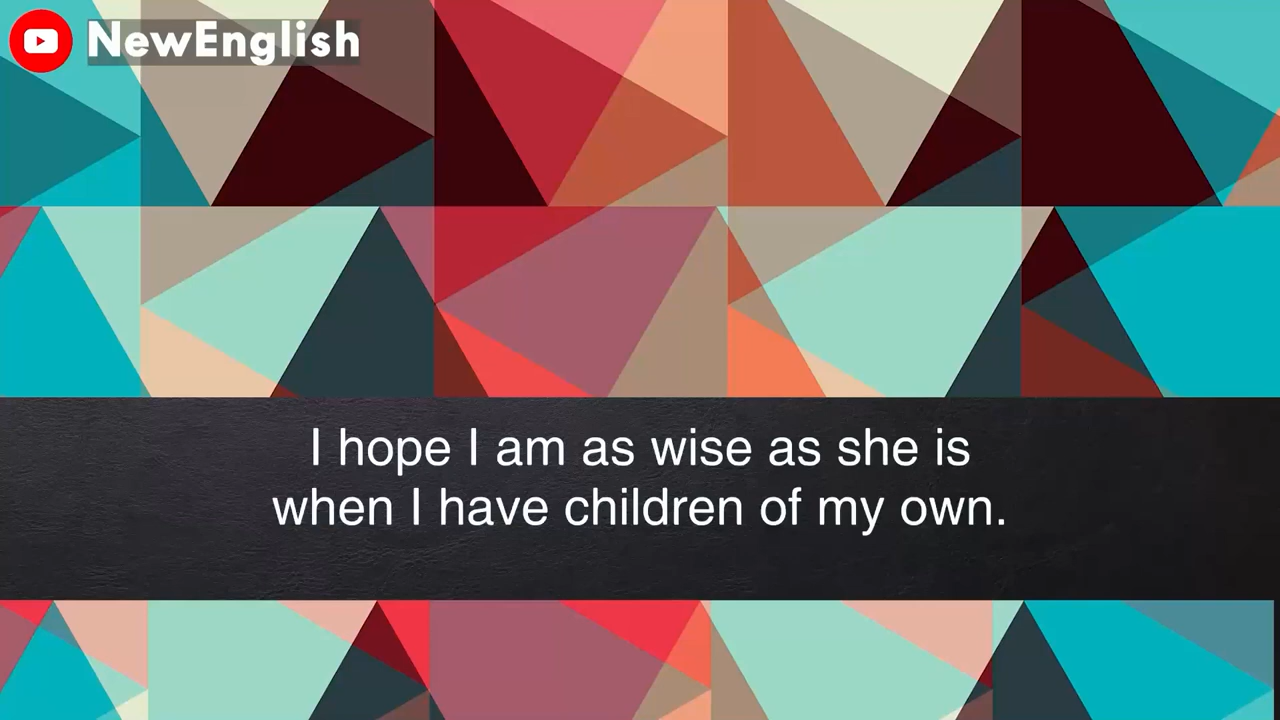 NewEnglish
I hope I am as wise as she is
when I have children of my own.